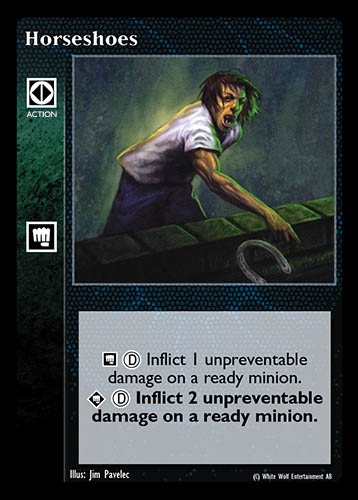 Horseshoes
ACTION
D Inflict 1 unpreventable
damage on a ready minion.
D Inflict 2 unpreventable
damage on a ready minion.
Illus: Jim Pavelec
(C) White Wolf Entertainment AB